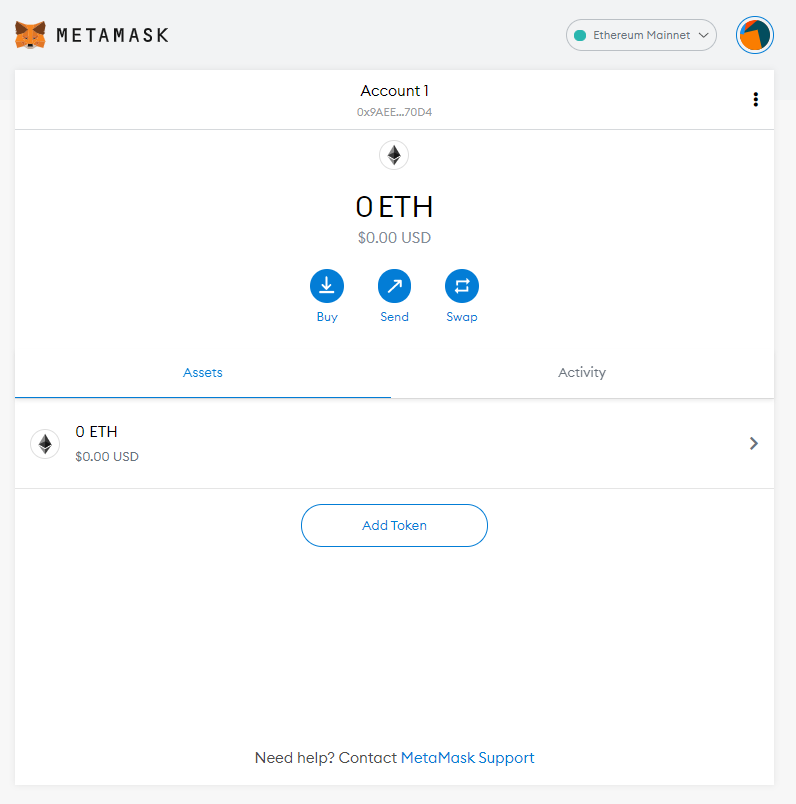 METAMASK
Ethereum Mainnet
Account 1
0x9AEE...70D4
0 ETH
$0.00 USD
Buy
Send
Swap
Assets
Activity
0 ETH
$0.00 USD
Add Token
Need help? Contact MetaMask Support